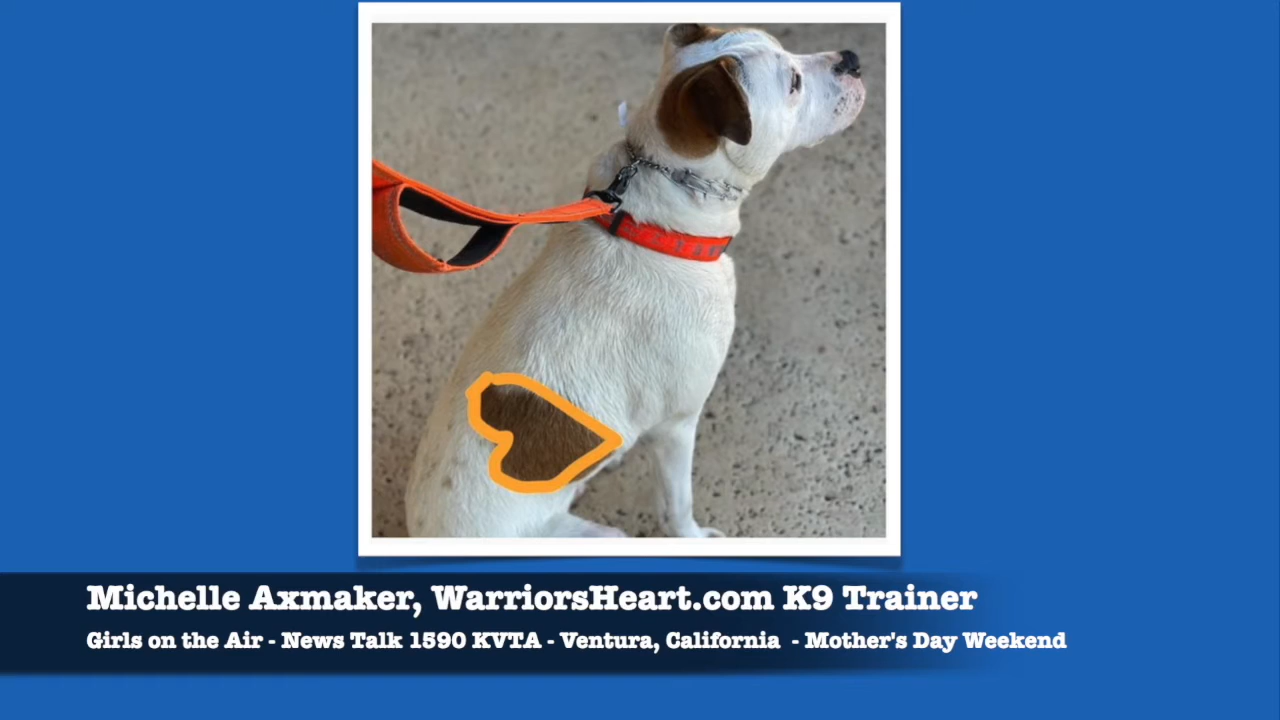 Michelle Axmaker, WarriorsHeart.com K9 Trainer
Girls on the Air - News Talk 1590 KVTA - Ventura, California - Mother's Day Weekend